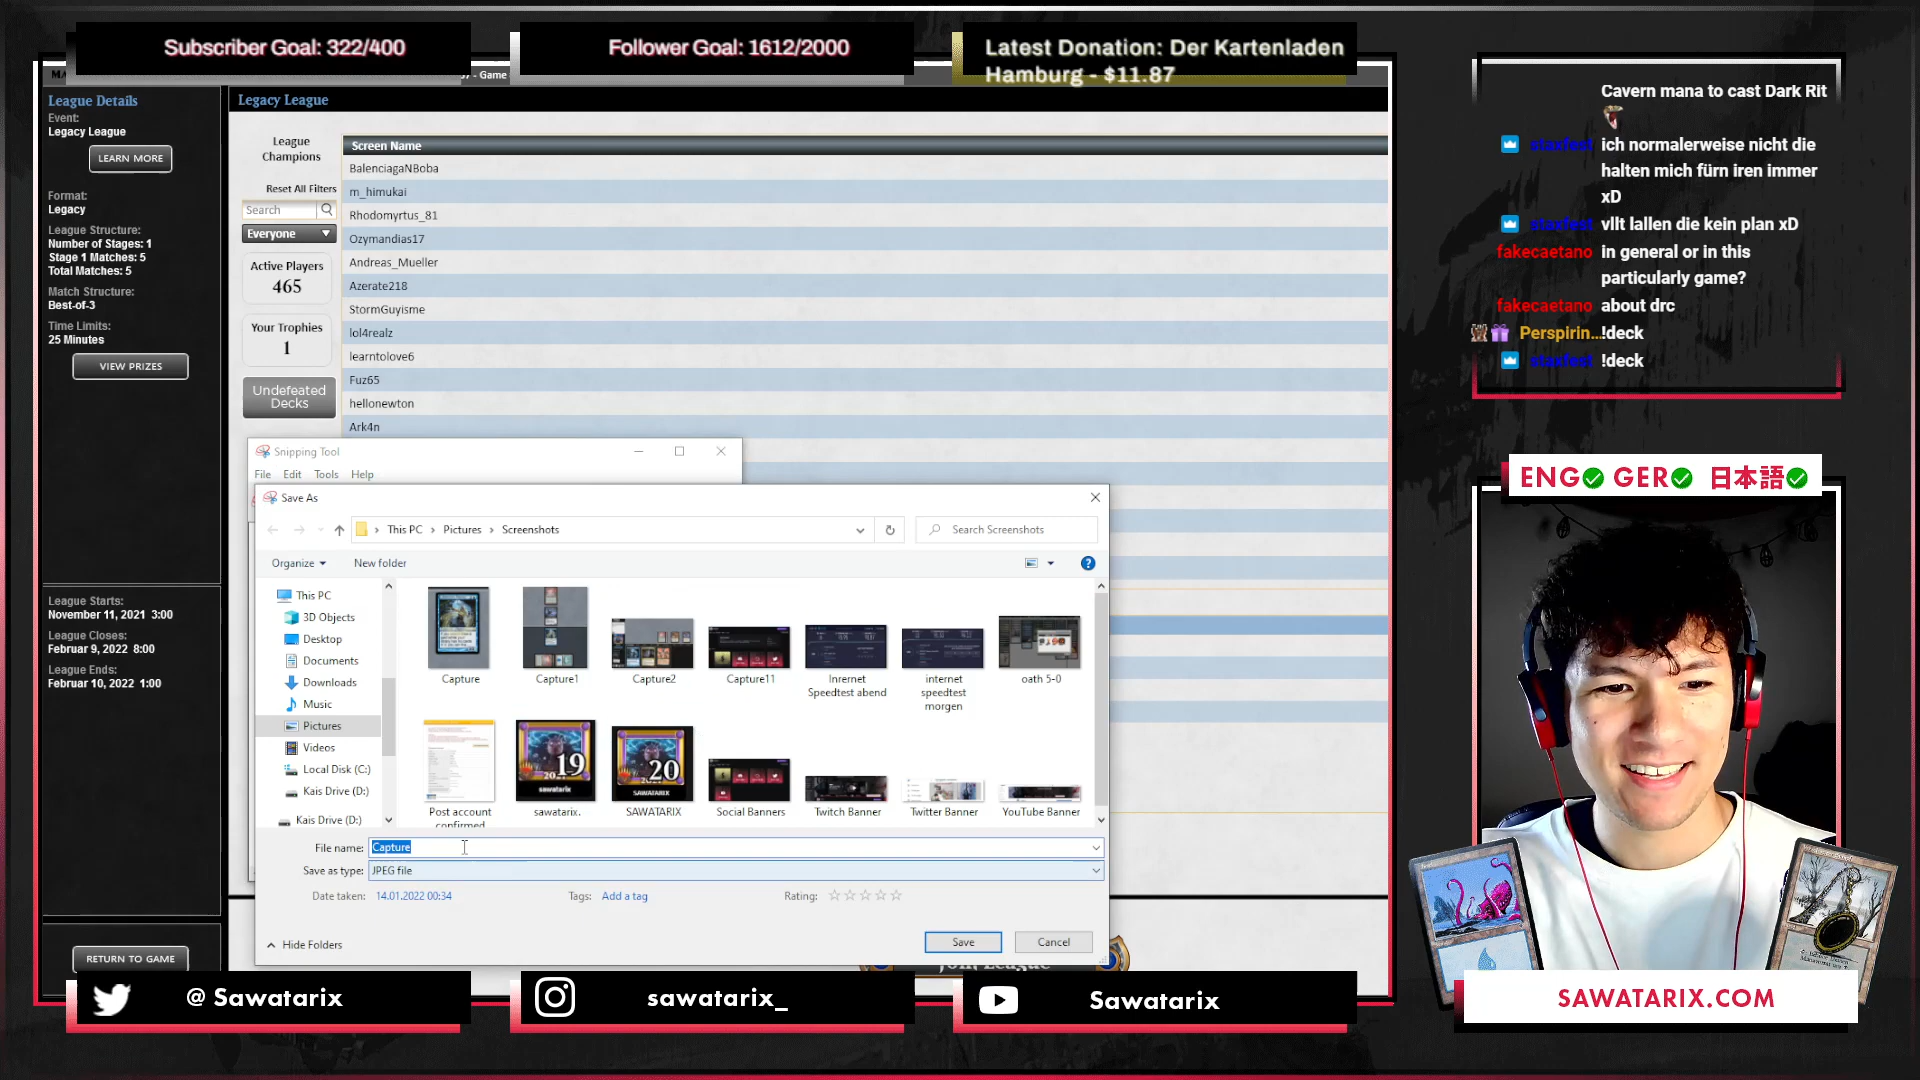 Subscriber Goal: 322/400
Follower Goal: 1612/2000
Latest Donation: Der Kartenladen
Hamburg - $11.87
- Game
League Details
Event:
Legacy League
LEARN MORE
Format:
Legacy
League Structure:
Number of Stages: 1
Stage 1 Matches: 5
Total Matches: 5
Match Structure:
Best-of-3
Time Limits:
25 Minutes
VIEW PRIZES
League Starts:
November 11, 2021 3:00
League Closes:
Februar 9, 2022 8:00
League Ends:
Februar 10, 2022 1:00
RETURN TO GAME
Legacy League
League
Champions
Reset All Filters
Search
Everyone
Active Players
465
Your Trophies
1
Undefeated
Decks
Screen Name
BalenciagaNBoba
m_himukai
Rhodomyrtus_81
Ozymandias17
Andreas_Mueller
Azerate218
StormGuyisme
lol4realz
learntolove6
Fuz65
hellonewton
Ark4n
Snipping Tool
File Edit Tools Help
Save As
This PC > Pictures > Screenshots
Search Screenshots
Organize New folder
This PC
3D Objects
Desktop
Documents
Downloads
Music
Pictures
Videos
Local Disk (C:)
Kais Drive (D:)
Kais Drive (D:)
Capture
Capture1
Capture2
Capture11
Inrernet
Speedtest abend
internet
speedtest
morgen
oath 5-0
Post account
confirmed
sawatarix.
SAWATARIX
Social Banners
Twitch Banner
Twitter Banner
YouTube Banner
19
sawatarix
20
SAWATARIX
File name: Capture
Save as type: JPEG file
Date taken: 14.01.2022 00:34
Tags: Add a tag
Rating:
Hide Folders
Save
Cancel
Join League
Cavern mana to cast Dark Rit
staxfest ich normalerweise nicht die
halten mich fürn iren immer
xD
staxfest vllt lallen die kein plan xD
fakecaetano in general or in this
particularly game?
fakecaetano about drc
Perspirin... !deck
staxfest !deck
ENG GER 日本語
@ Sawatarix
sawatarix_
Sawatarix
SAWATARIX.COM